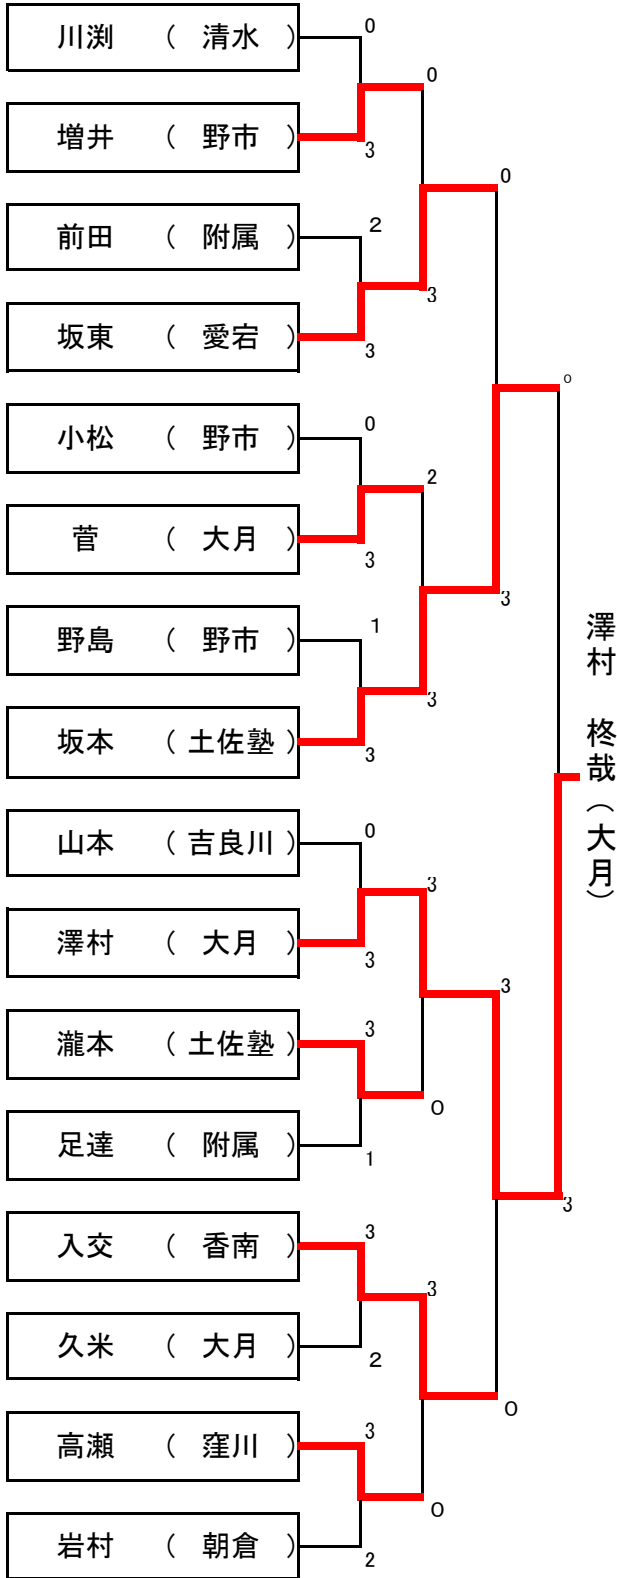 川渕 （ 清水 ）
0
0
増井 （ 野市 ）
3
0
前田 （ 附属 ）
2
3
坂東 （ 愛宕 ）
3
0
小松 （ 野市 ）
0
2
菅 （ 大月 ）
3
3
野島 （ 野市 ）
1
3
坂本 （ 土佐塾 ）
3
澤村 柊哉（大月）
山本 （ 吉良川 ）
0
3
澤村 （ 大月 ）
3
3
瀧本 （ 土佐塾 ）
3
0
足達 （ 附属 ）
1
3
入交 （ 香南 ）
3
3
久米 （ 大月 ）
2
0
高瀬 （ 窪川 ）
3
0
岩村 （ 朝倉 ）
2